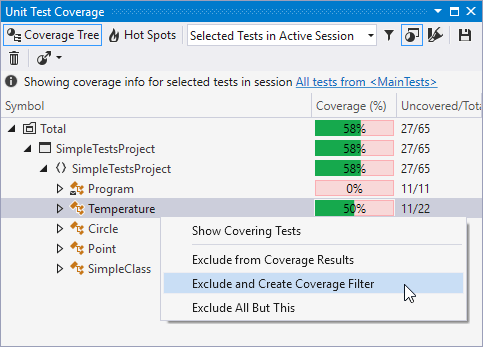 Unit Test Coverage
Coverage Tree Hot Spots Selected Tests in Active Session
Showing coverage info for selected tests in session All tests from <MainTests>
Symbol Coverage (%) Uncovered/Tota
Total 58% 27/65
SimpleTestsProject 58% 27/65
SimpleTestsProject 58% 27/65
Program 0% 11/11
Temperature 50% 11/22
Circle
Point
SimpleClass
Show Covering Tests
Exclude from Coverage Results
Exclude and Create Coverage Filter
Exclude All But This